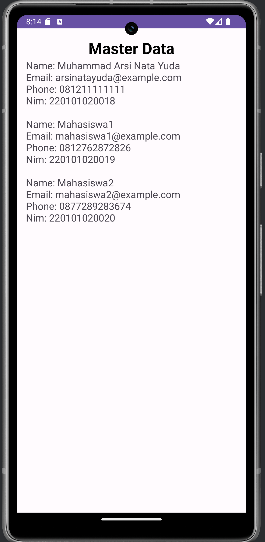 8:14
Master Data
Name: Muhammad Arsi Nata Yuda
Email: arsinatayuda@example.com
Phone: 081211111111
Nim: 220101020018
Name: Mahasiswa1
Email: mahasiswa1@example.com
Phone: 0812762872826
Nim: 220101020019
Name: Mahasiswa2
Email: mahasiswa2@example.com
Phone: 0877289283674
Nim: 220101020020